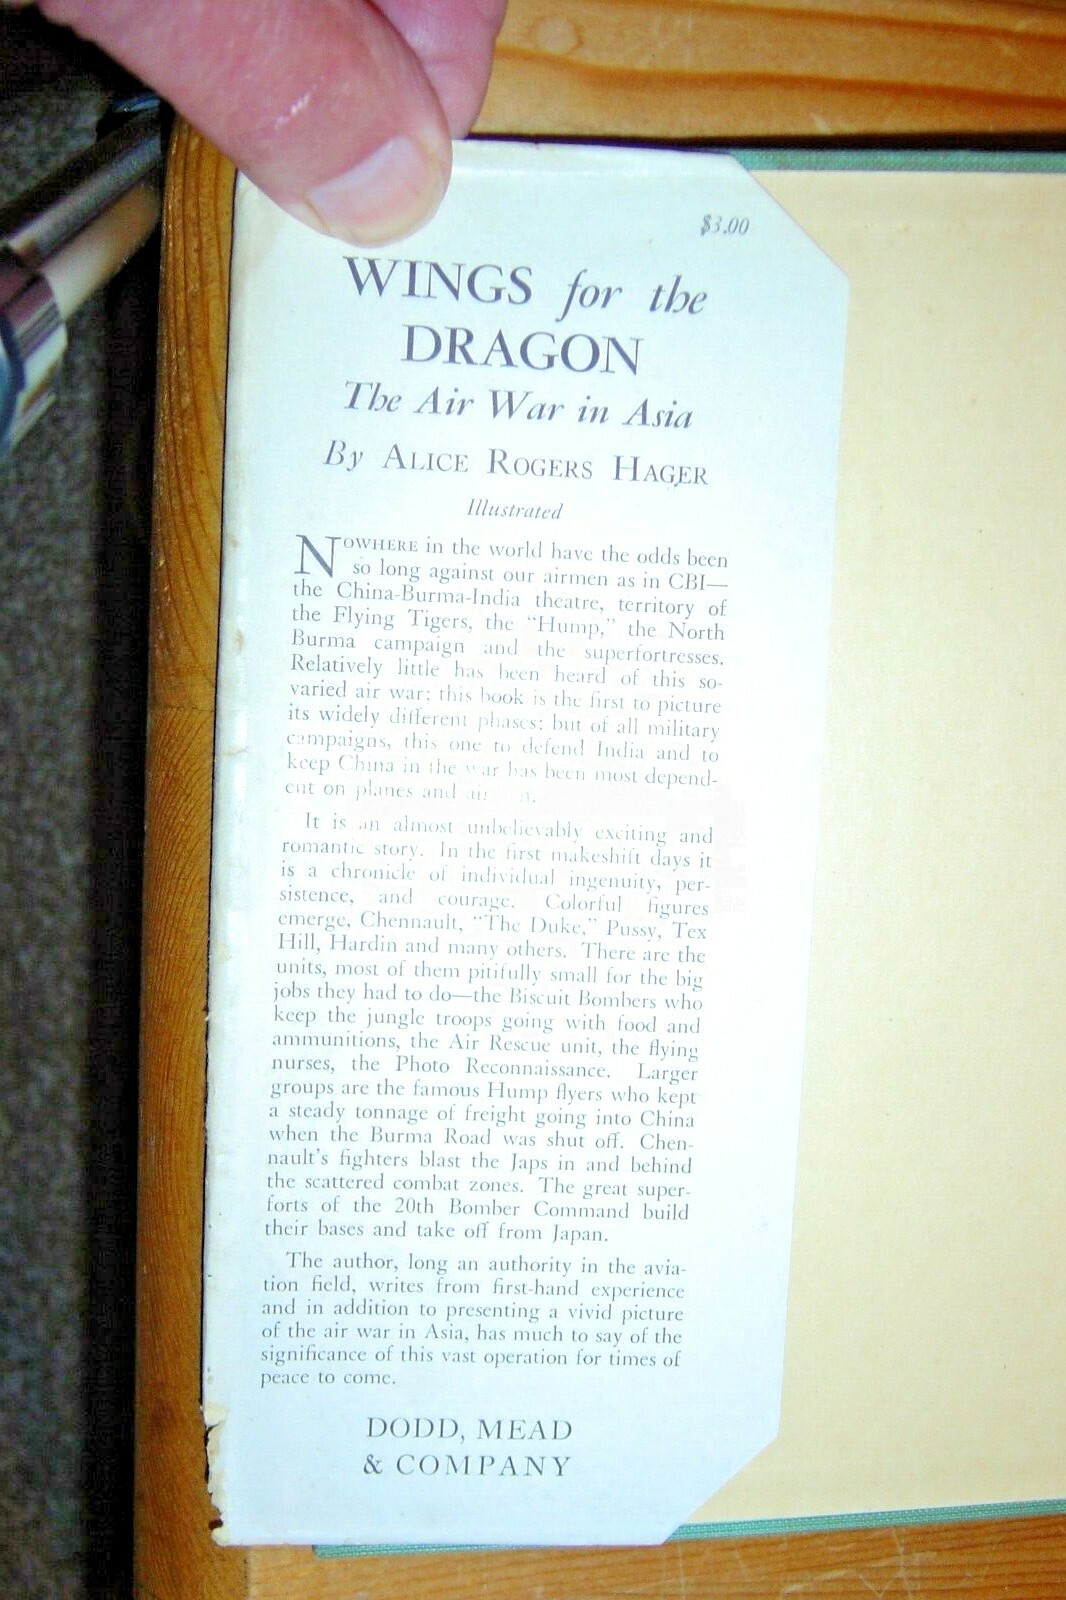 $3.00
WINGS for the
DRAGON
The Air War in Asia
By ALICE ROGERS HAGER
Illustrated
NOWHERE in the world have the odds been
so long against our airmen as in CBI—
the China-Burma-India theatre, territory of
the Flying Tigers, the “Hump,” the North
Burma campaign and the superfortresses.
Relatively little has been heard of this so-
varied air war; this book is the first to picture
its widely different phases; but of all military
campaigns, this one to defend India and to
keep China in the war has been most depend-
ent on planes and
It is an almost unbelievably exciting and
romantic story. In the first makeshift days it
is a chronicle of individual ingenuity, per-
sistence, and courage. Colorful figures
emerge, Chennault, “The Duke,” Pussy, Tex
Hill, Hardin and many others. There are the
units, most of them pitifully small for the big
jobs they had to do—the Biscuit Bombers who
keep the jungle troops going with food and
ammunitions, the Air Rescue unit, the flying
nurses, the Photo Reconnaissance. Larger
groups are the famous Hump flyers who kept
a steady tonnage of freight going into China
when the Burma Road was shut off. Chen-
nault’s fighters blast the Japs in and behind
the scattered combat zones. The great super-
forts of the 20th Bomber Command build
their bases and take off from Japan.
The author, long an authority in the avia-
tion field, writes from first-hand experience
and in addition to presenting a vivid picture
of the air war in Asia, has much to say of the
significance of this vast operation for times of
peace to come.
DODD, MEAD
& COMPANY